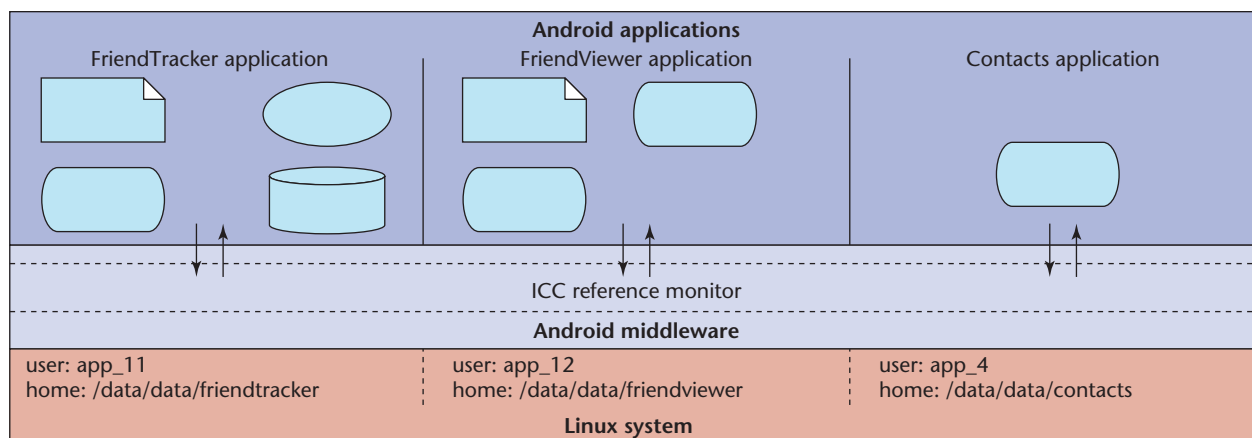 Android applications
FriendTracker application
FriendViewer application
Contacts application
ICC reference monitor
Android middleware
user: app_11
home: /data/data/friendtracker
user: app_12
home: /data/data/friendviewer
user: app_4
home: /data/data/contacts
Linux system